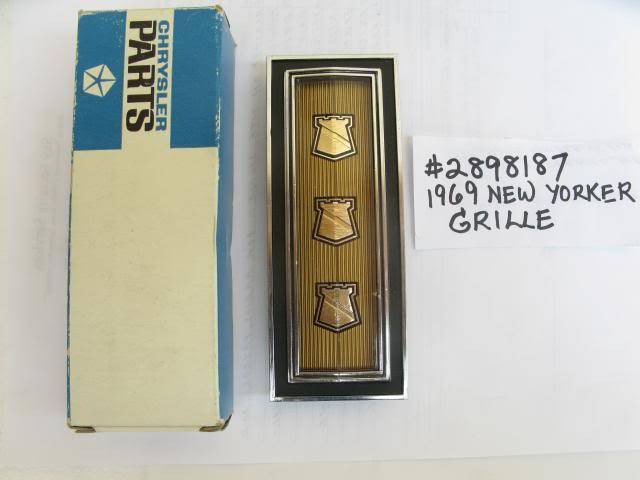 CHRYSLER
PARTS
#2898187
1969 NEW YORKER
GRILLE